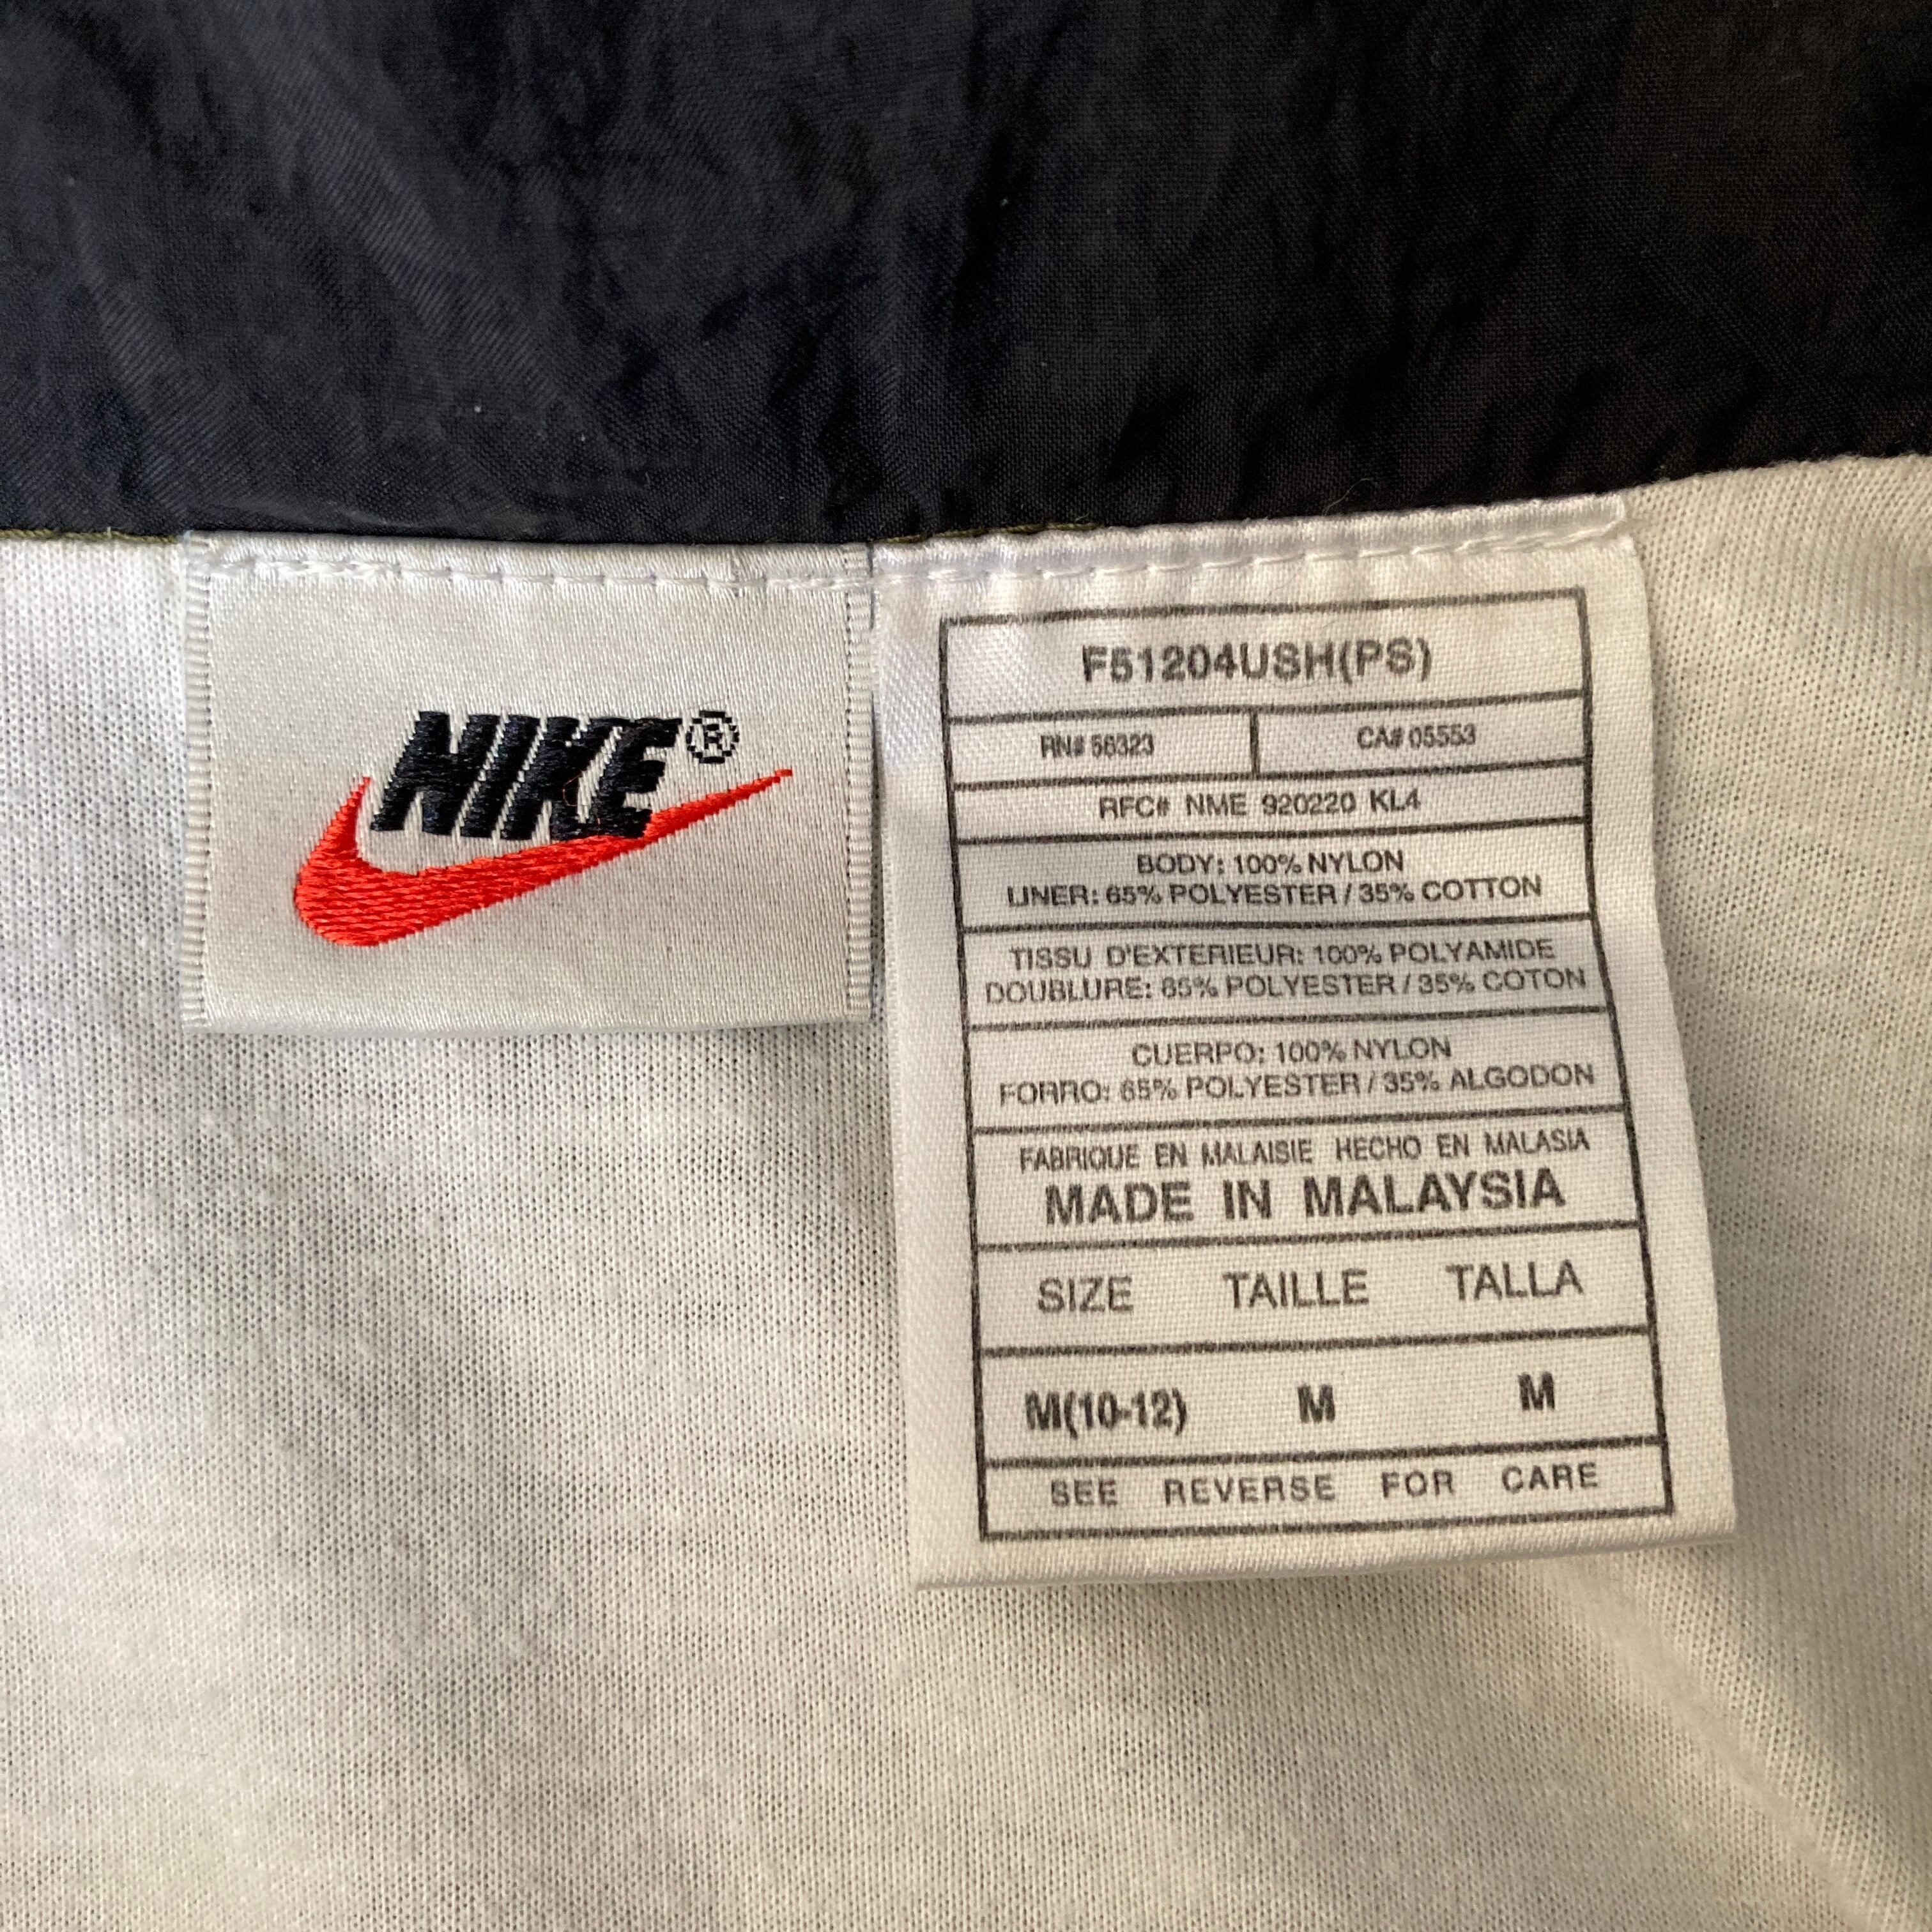 NIKE®
F51204USH(PS)
RN# 56323 CA# 05553
RFC# NME 920220 KL4
BODY: 100% NYLON
LINER: 65% POLYESTER / 35% COTTON
TISSU D'EXTERIEUR: 100% POLYAMIDE
DOUBLURE: 65% POLYESTER / 35% COTON
CUERPO: 100% NYLON
FORRO: 65% POLYESTER / 35% ALGODON
FABRIQUE EN MALAISIE HECHO EN MALASIA
MADE IN MALAYSIA
SIZE TAILLE TALLA
M(10-12) M M
SEE REVERSE FOR CARE